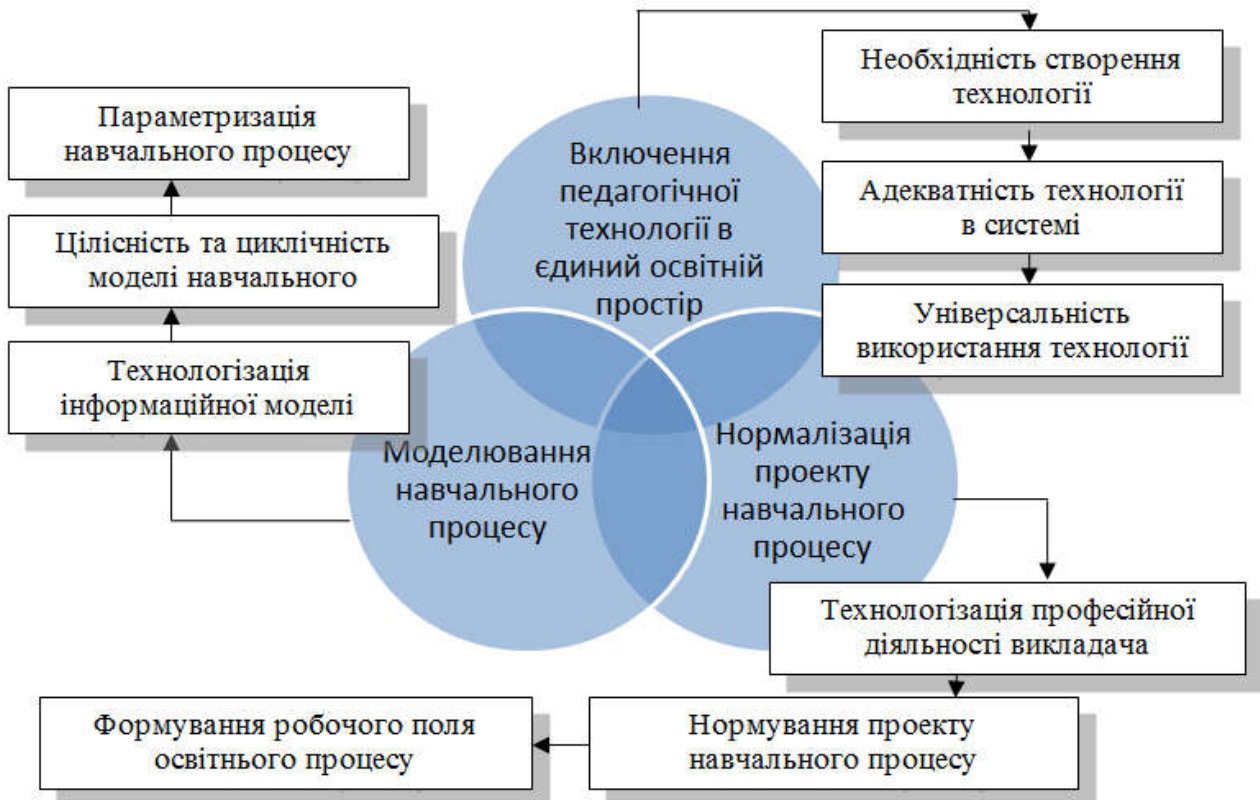 Необхідність створення
технології
Параметризація
навчального процесу
Включення
педагогічної
технології в
єдиний освітній
простір
Адекватність технології
в системі
Цілісність та циклічність
моделі навчального
Універсальність
використання технології
Технологізація
інформаційної моделі
Моделювання
навчального
процесу
Нормалізація
проекту
навчального
процесу
Технологізація професійної
діяльності викладача
Нормування проекту
навчального процесу
Формування робочого поля
освітнього процесу